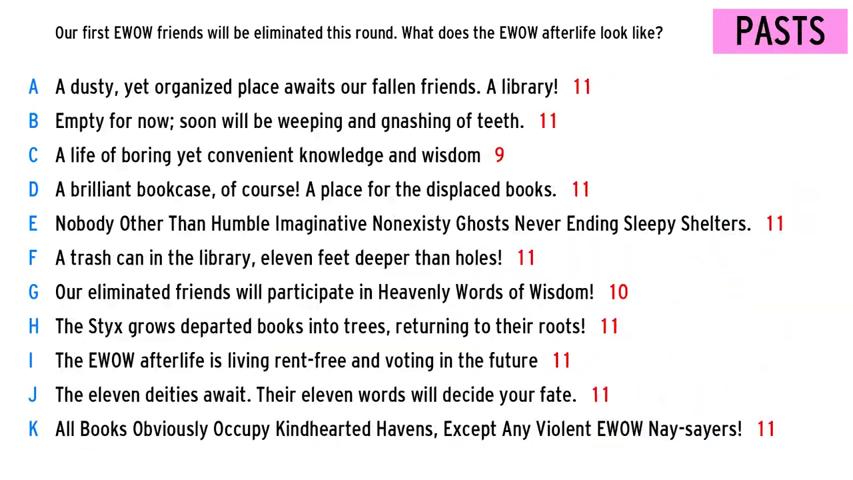 Our first EWOW friends will be eliminated this round. What does the EWOW afterlife look like?
PASTS
A A dusty, yet organized place awaits our fallen friends. A library! 11
B Empty for now; soon will be weeping and gnashing of teeth. 11
C A life of boring yet convenient knowledge and wisdom 9
D A brilliant bookcase, of course! A place for the displaced books. 11
E Nobody Other Than Humble Imaginative Nonexisty Ghosts Never Ending Sleepy Shelters. 11
F A trash can in the library, eleven feet deeper than holes! 11
G Our eliminated friends will participate in Heavenly Words of Wisdom! 10
H The Styx grows departed books into trees, returning to their roots! 11
I The EWOW afterlife is living rent-free and voting in the future 11
J The eleven deities await. Their eleven words will decide your fate. 11
K All Books Obviously Occupy Kindhearted Havens, Except Any Violent EWOW Nay-sayers! 11